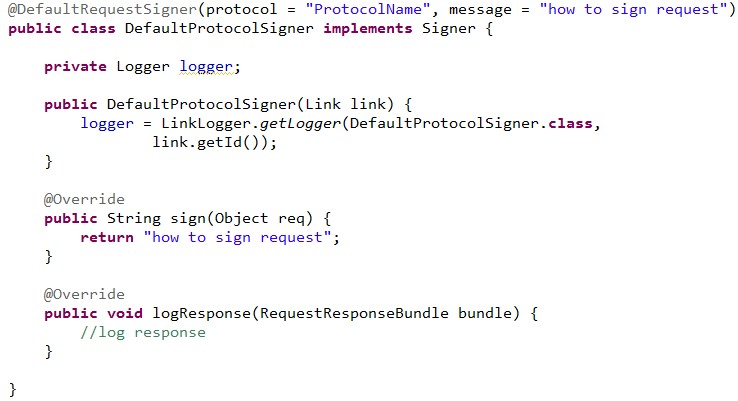 @DefaultRequestSigner(protocol = "ProtocolName", message = "how to sign request")
public class DefaultProtocolSigner implements Signer {
private Logger logger;
public DefaultProtocolSigner(Link link) {
logger = LinkLogger.getLogger(DefaultProtocolSigner.class,
link.getId());
}
@Override
public String sign(Object req) {
return "how to sign request";
}
@Override
public void logResponse(RequestResponseBundle bundle) {
//log response
}
}